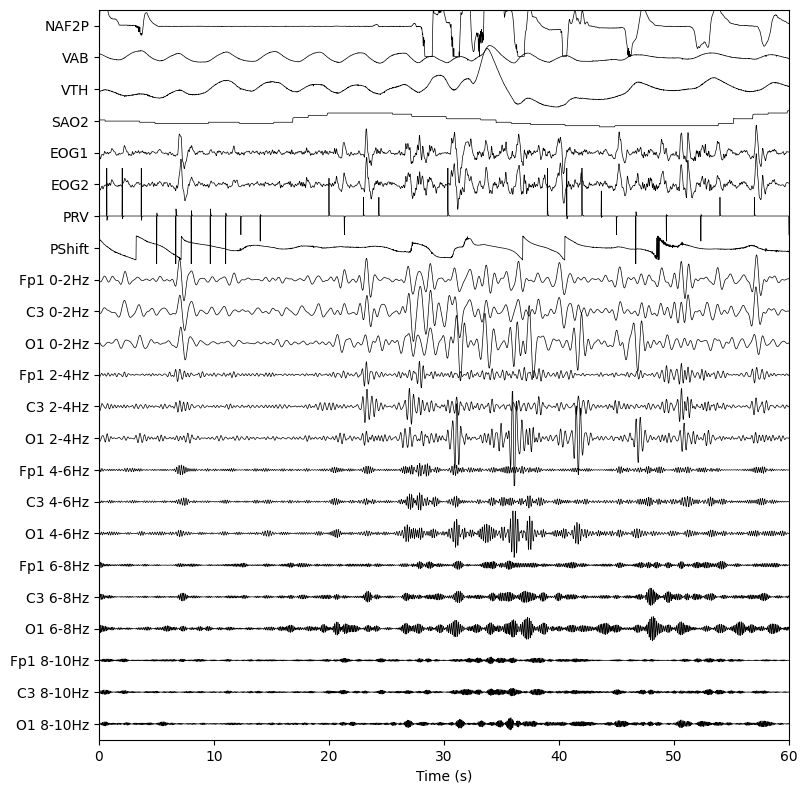 NAF2P
VAB
VTH
SAO2
EOG1
EOG2
PRV
PShift
Fp1 0-2Hz
C3 0-2Hz
O1 0-2Hz
Fp1 2-4Hz
C3 2-4Hz
O1 2-4Hz
Fp1 4-6Hz
C3 4-6Hz
O1 4-6Hz
Fp1 6-8Hz
C3 6-8Hz
O1 6-8Hz
Fp1 8-10Hz
C3 8-10Hz
O1 8-10Hz
0 10 20 30 40 50 60
Time (s)